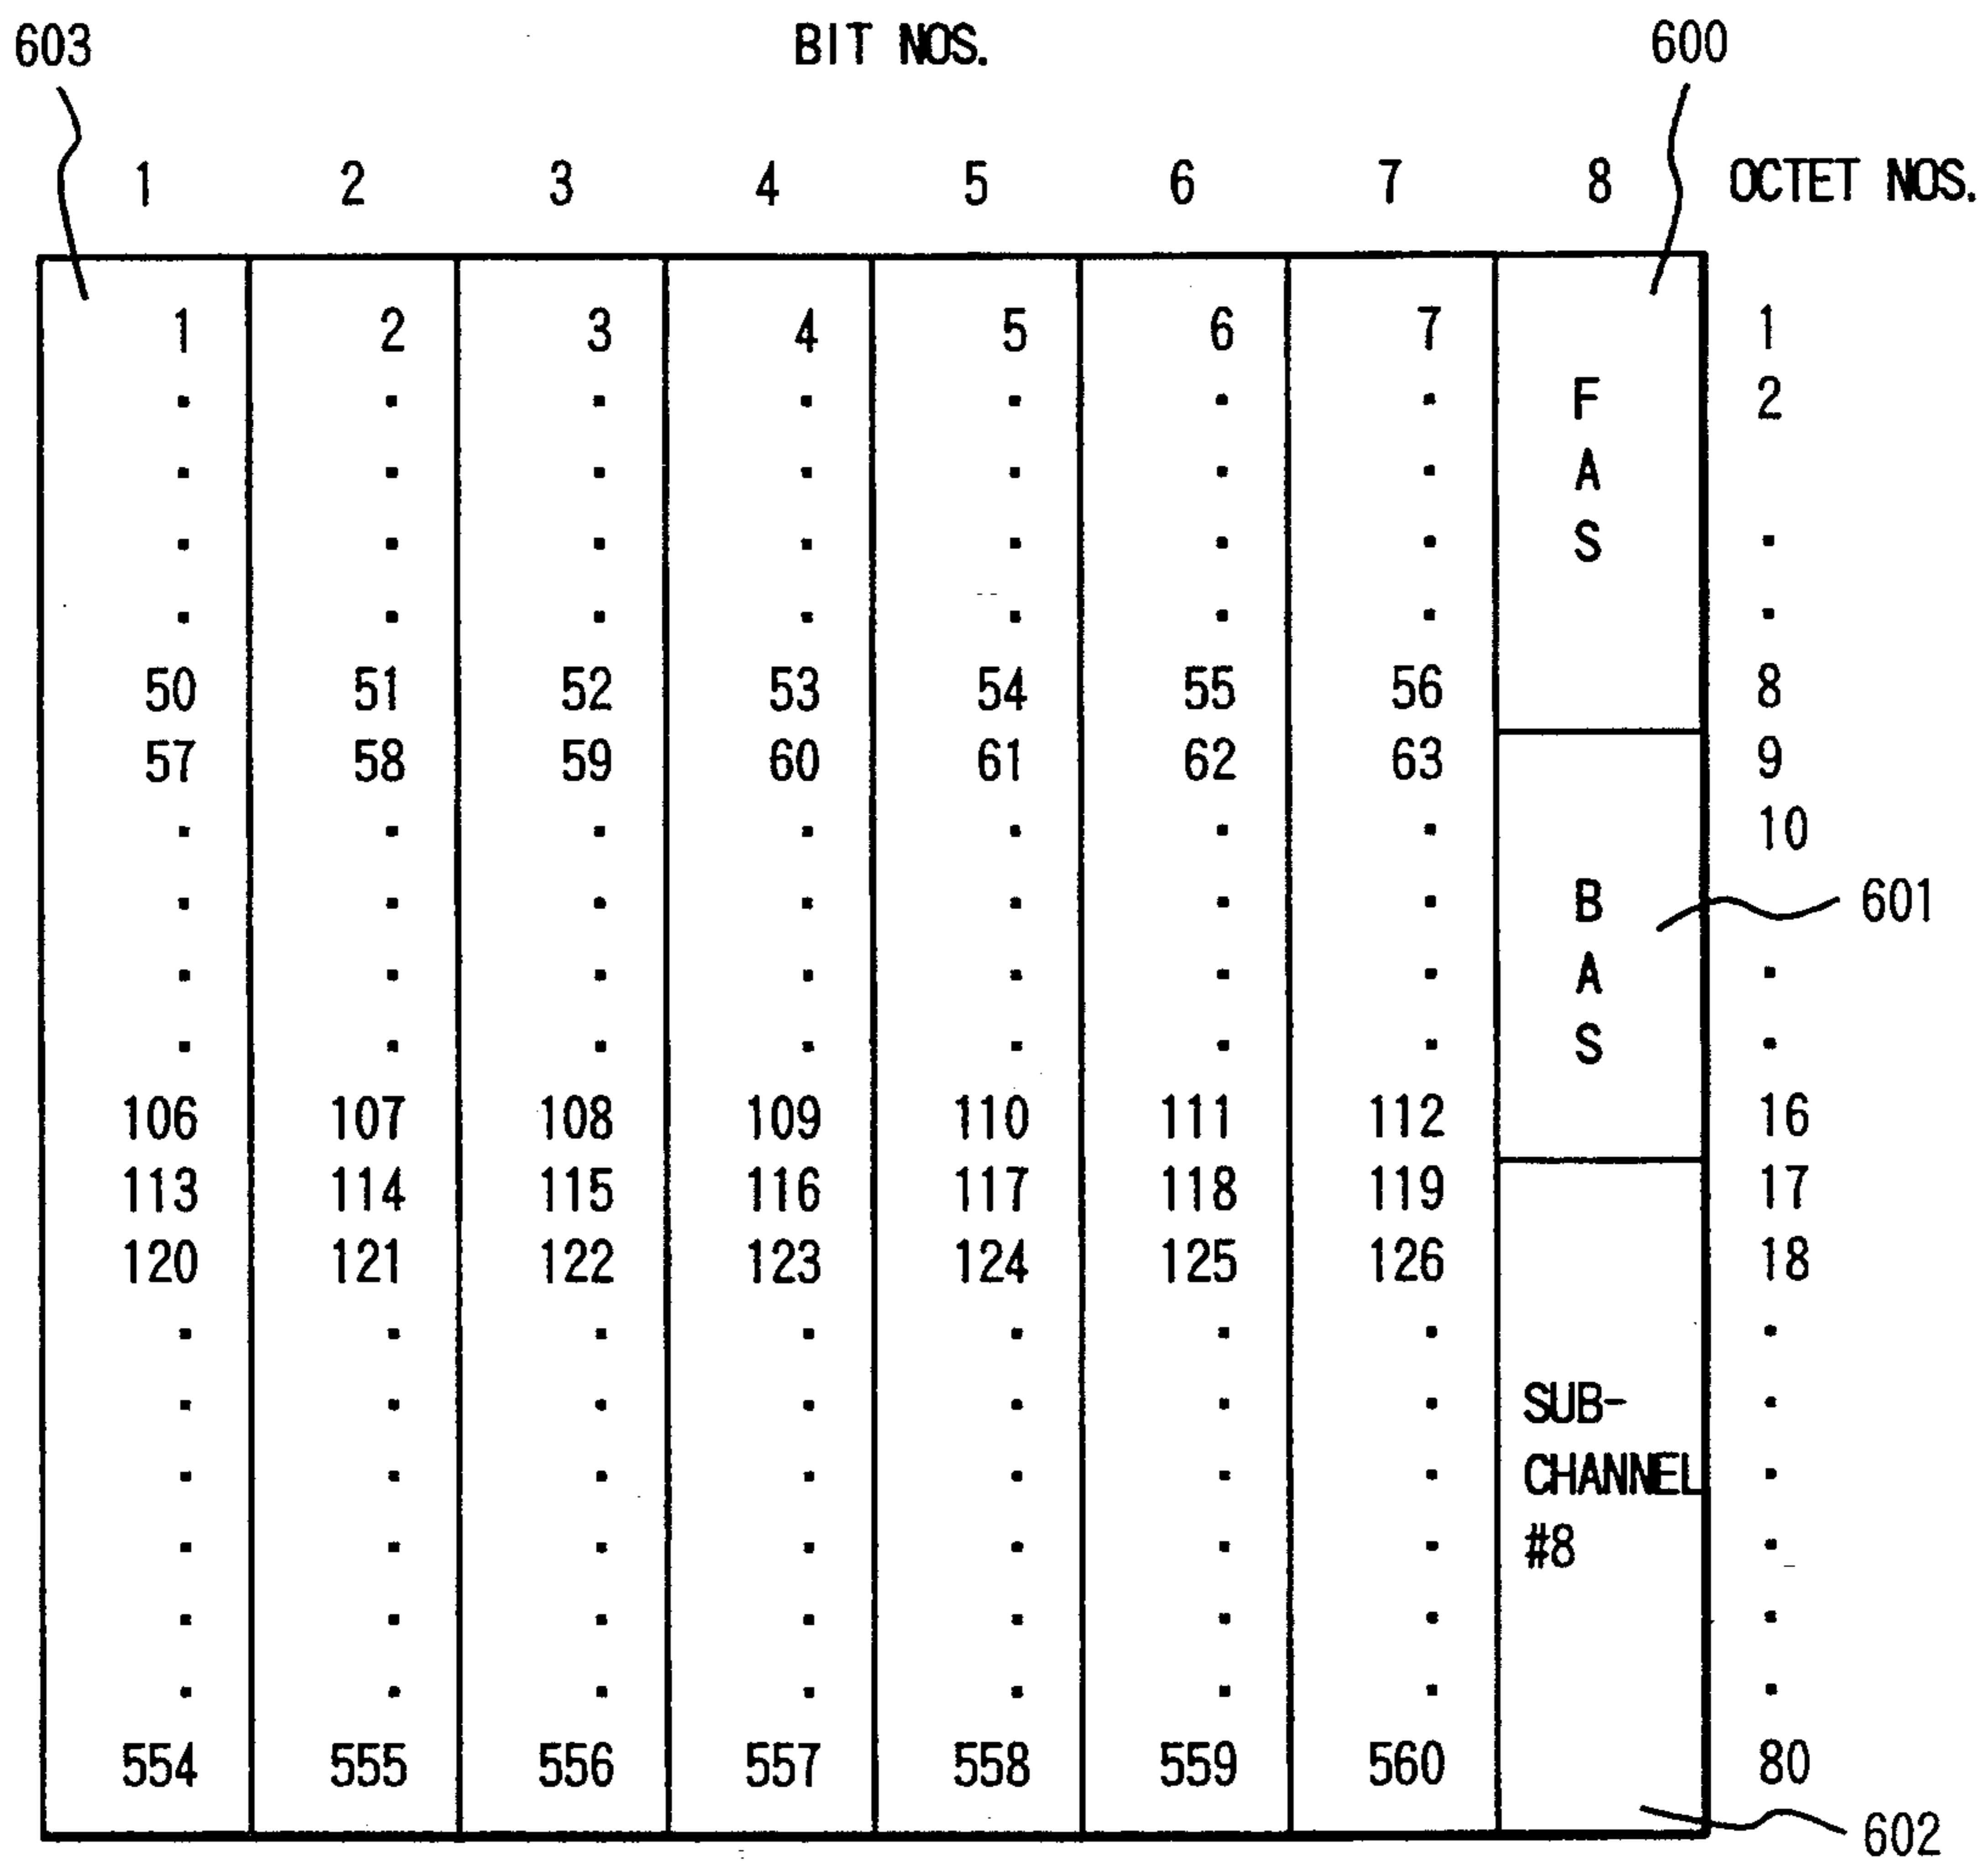 603 BIT NOS. 600
1 2 3 4 5 6 7 8 OCTET NOS.
1 2 3 4 5 6 7 1
. . . . . . . F 2
. . . . . . . A
. . . . . . . S .
. . . . . . . .
50 51 52 53 54 55 56 8
57 58 59 60 61 62 63 9
. . . . . . . 10
. . . . . . . B 601
. . . . . . . A .
. . . . . . . S .
106 107 108 109 110 111 112 16
113 114 115 116 117 118 119 17
120 121 122 123 124 125 126 18
. . . . . . . .
. . . . . . . SUB- .
. . . . . . . CHANNEL .
. . . . . . . #8 .
. . . . . . . .
. . . . . . . .
554 555 556 557 558 559 560 80
602